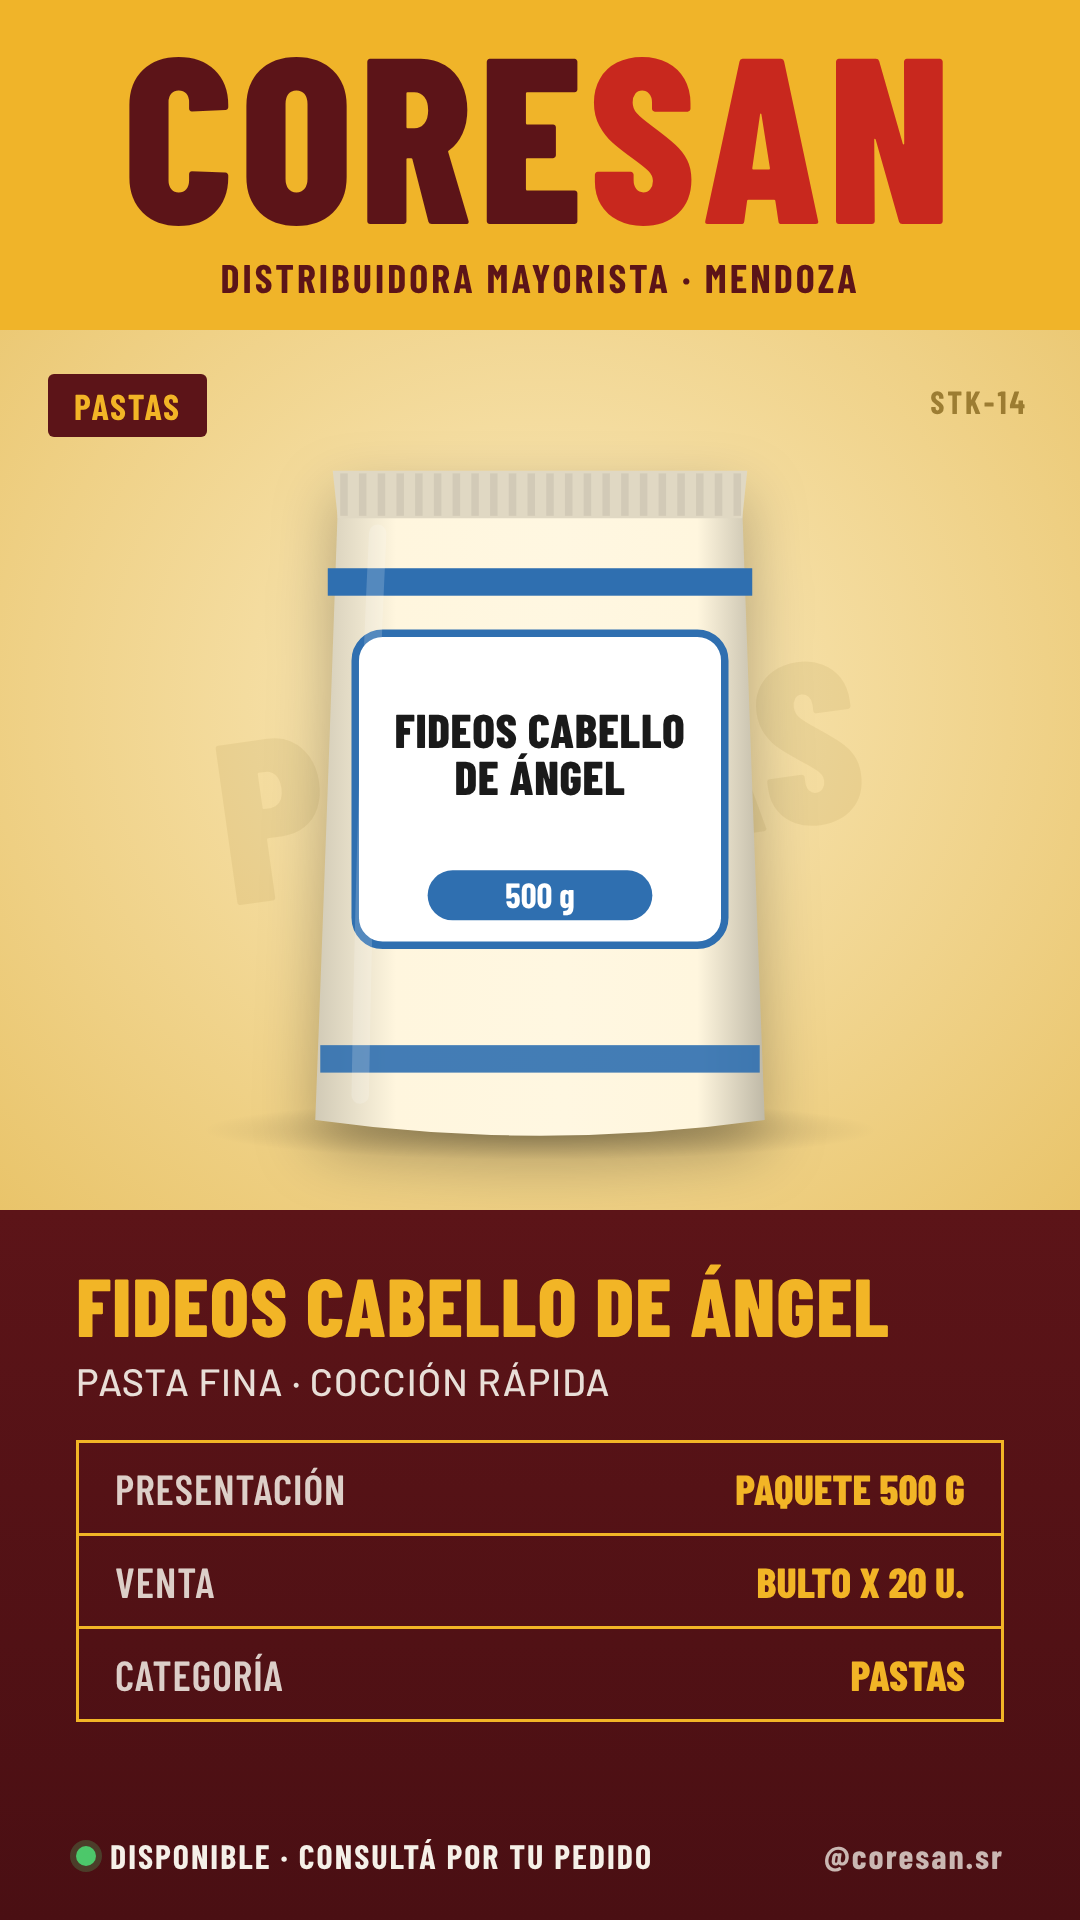 CORESAN
DISTRIBUIDORA MAYORISTA · MENDOZA
PASTAS
STK-14
FIDEOS CABELLO
DE ÁNGEL
500 g
FIDEOS CABELLO DE ÁNGEL
PASTA FINA · COCCIÓN RÁPIDA
PRESENTACIÓN PAQUETE 500 G
VENTA BULTO X 20 U.
CATEGORÍA PASTAS
DISPONIBLE · CONSULTÁ POR TU PEDIDO @coresan.sr